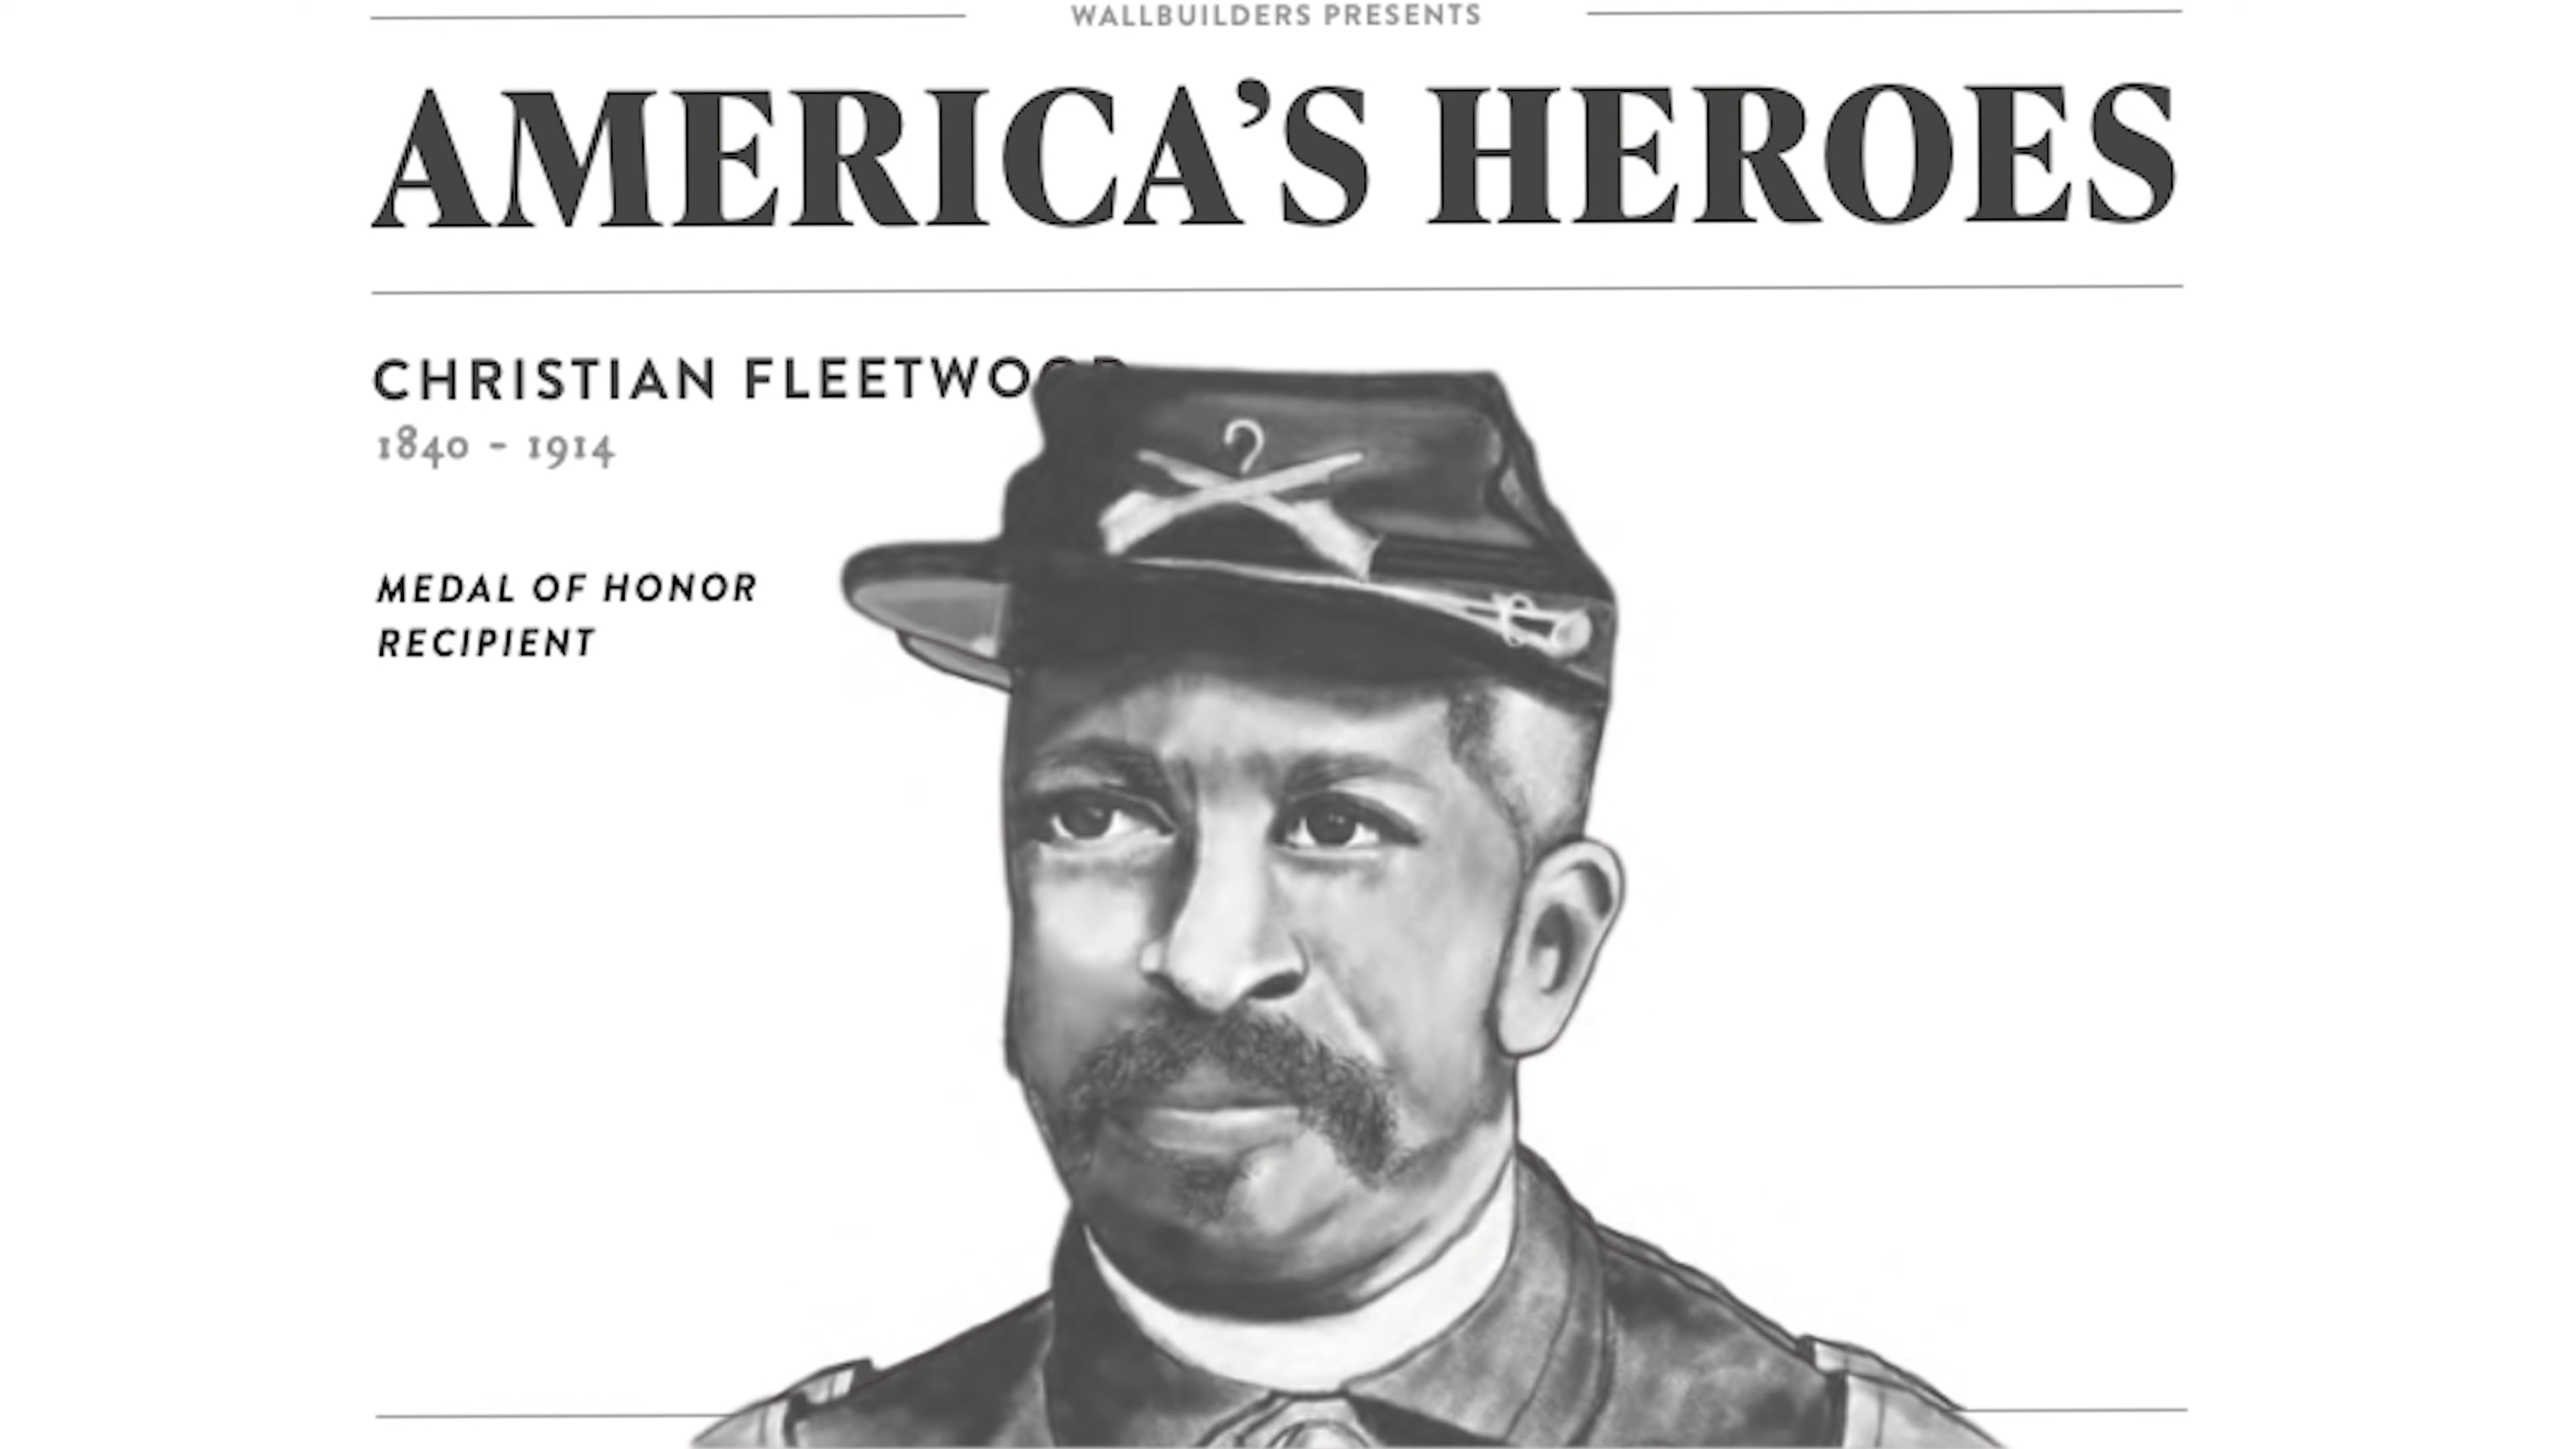 WALLBUILDERS PRESENTS
AMERICA’S HEROES
CHRISTIAN FLEETWOOD
1840 - 1914
MEDAL OF HONOR
RECIPIENT